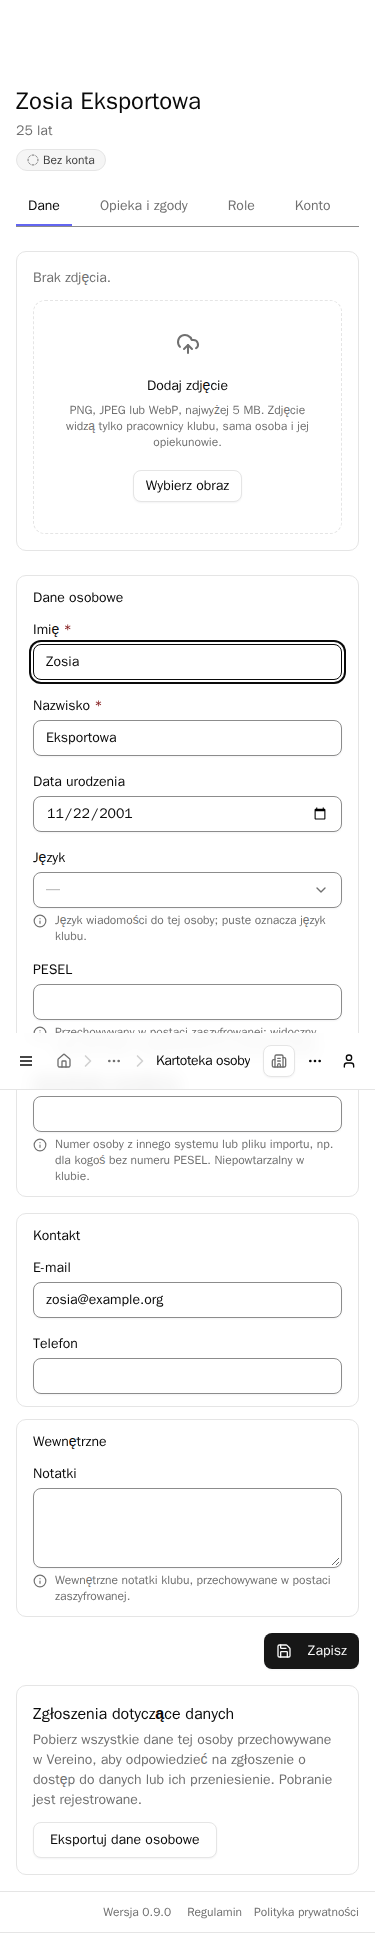 Zosia Eksportowa
25 lat
Bez konta
Dane Opieka i zgody Role Konto
Brak zdjęcia.
Dodaj zdjęcie
PNG, JPEG lub WebP, najwyżej 5 MB. Zdjęcie
widzą tylko pracownicy klubu, sama osoba i jej
opiekunowie.
Wybierz obraz
Dane osobowe
Imię *
Zosia
Nazwisko *
Eksportowa
Data urodzenia
11/22/2001
Język
—
Język wiadomości do tej osoby; puste oznacza język
klubu.
PESEL
Przechowywany w postaci zaszyfrowanej; widoczny
Kartoteka osoby
Numer osoby z innego systemu lub pliku importu, np.
dla kogoś bez numeru PESEL. Niepowtarzalny w
klubie.
Kontakt
E-mail
zosia@example.org
Telefon
Wewnętrzne
Notatki
Wewnętrzne notatki klubu, przechowywane w postaci
zaszyfrowanej.
Zapisz
Zgłoszenia dotyczące danych
Pobierz wszystkie dane tej osoby przechowywane
w Vereino, aby odpowiedzieć na zgłoszenie o
dostęp do danych lub ich przeniesienie. Pobranie
jest rejestrowane.
Eksportuj dane osobowe
Wersja 0.9.0 Regulamin Polityka prywatności